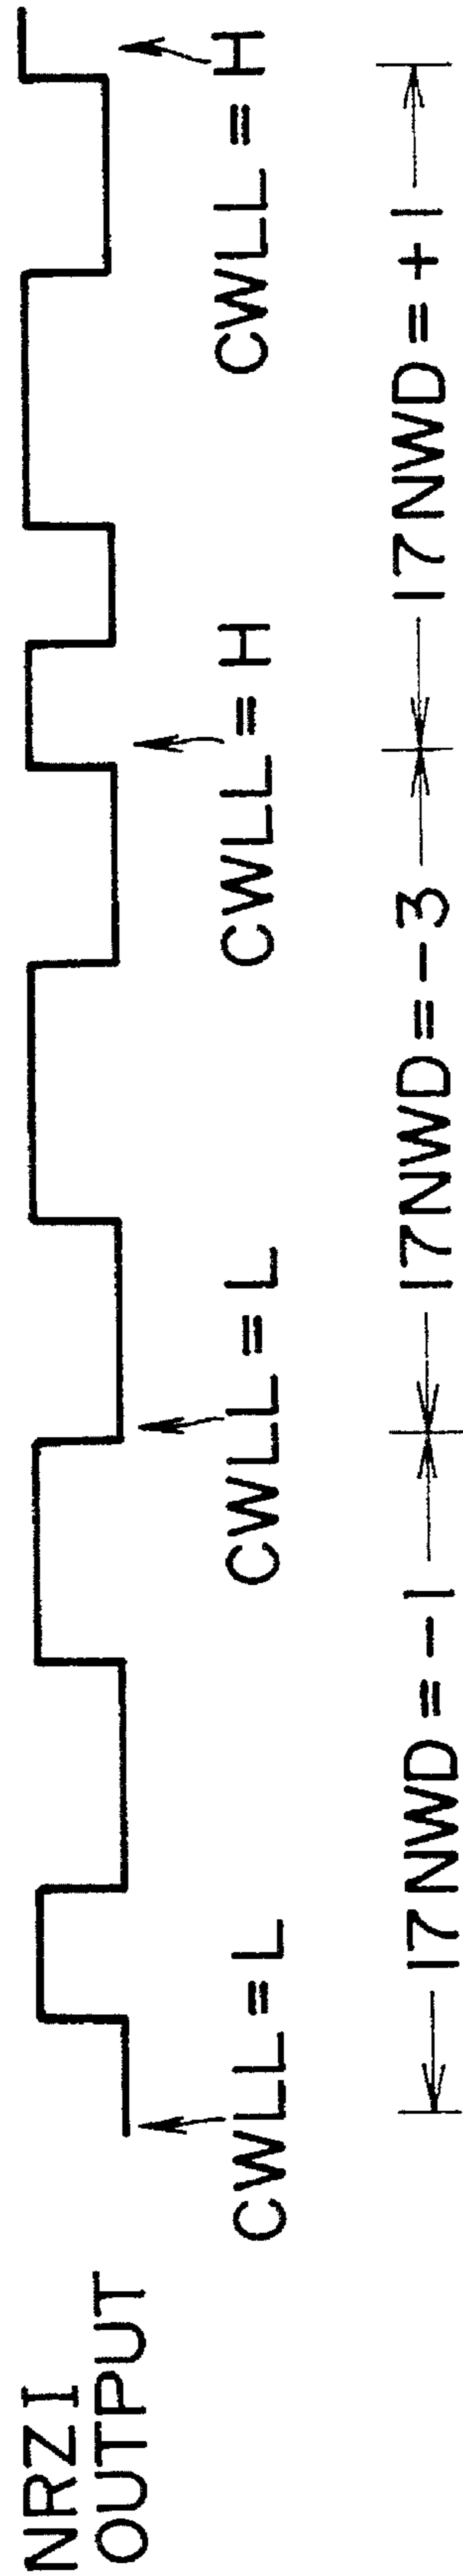 NRZI
OUTPUT
CWLL = L
CWLL = L
CWLL = H
CWLL = H
17NWD = -1
17NWD = -3
17NWD = +1